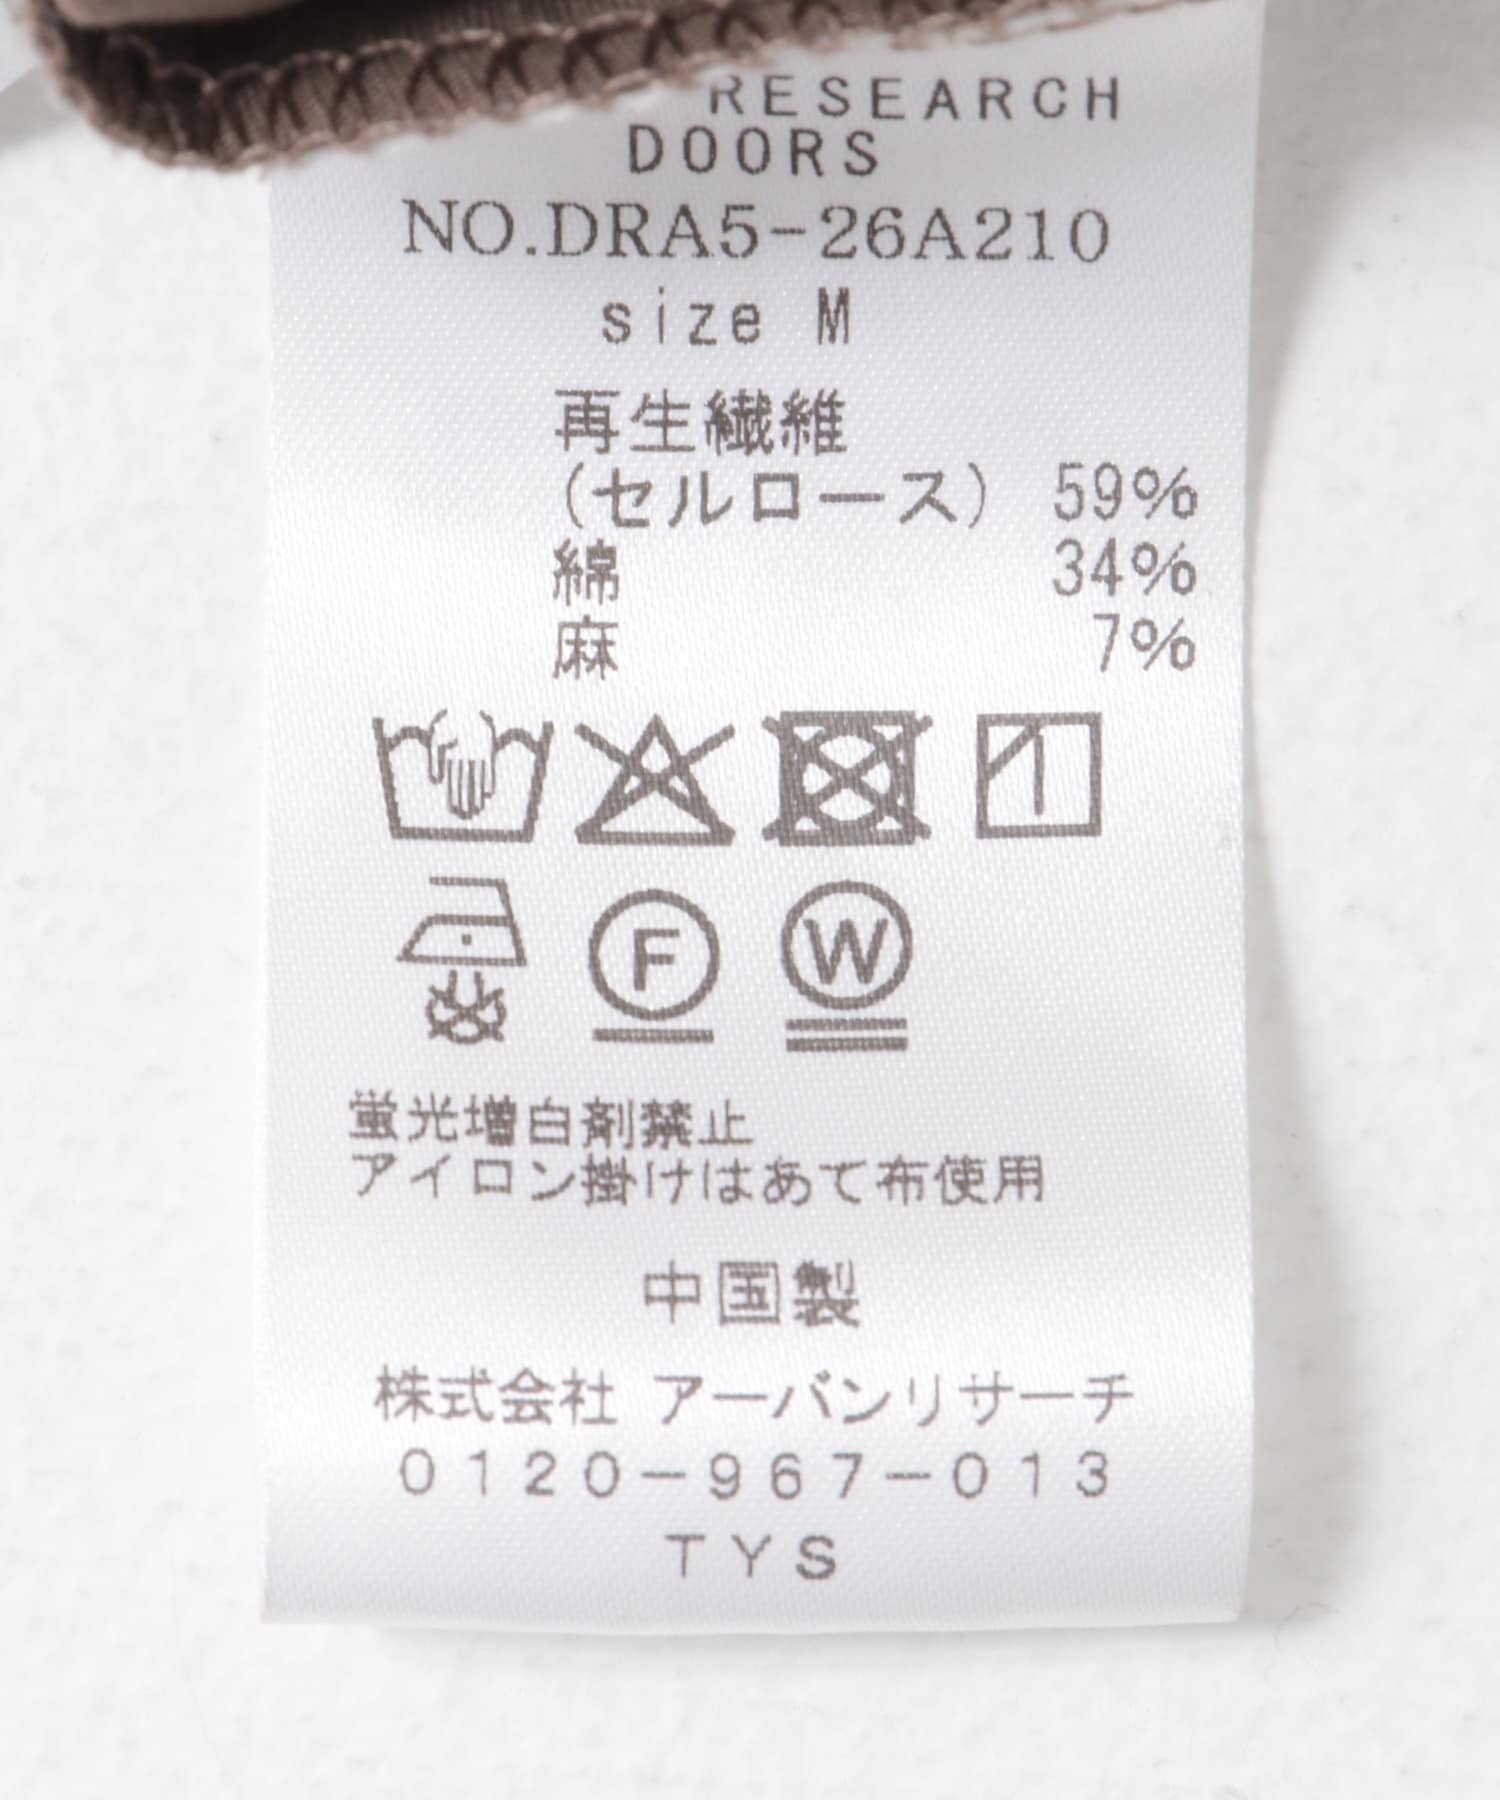 RESEARCH
DOORS
NO.DRA5-26A210
size M
再生繊維
(セルロース) 59%
綿 34%
麻 7%
F W
蛍光増白剤禁止
アイロン掛けはあて布使用
中国製
株式会社 アーバンリサーチ
0120-967-013
TYS